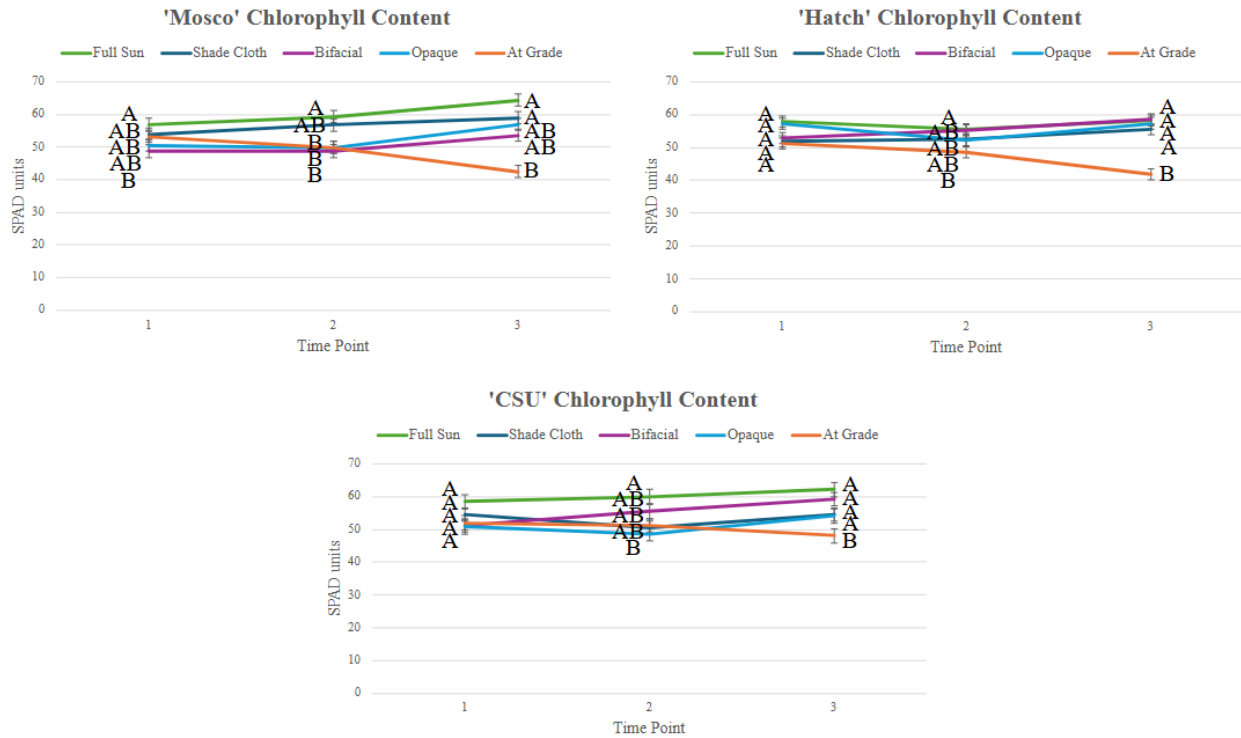 'Mosco' Chlorophyll Content
Full Sun Shade Cloth Bifacial Opaque At Grade
SPAD units
70
60
50
40
30
20
10
0
A
AB
AB
AB
B
A
AB
B
B
B
A
A
AB
AB
B
1 2 3
Time Point
'Hatch' Chlorophyll Content
Full Sun Shade Cloth Bifacial Opaque At Grade
SPAD units
70
60
50
40
30
20
10
0
A
A
A
A
A
AB
AB
AB
B
A
A
A
A
B
1 2 3
Time Point
'CSU' Chlorophyll Content
Full Sun Shade Cloth Bifacial Opaque At Grade
SPAD units
70
60
50
40
30
20
10
0
A
A
A
A
A
A
AB
AB
AB
B
A
A
A
A
B
1 2 3
Time Point